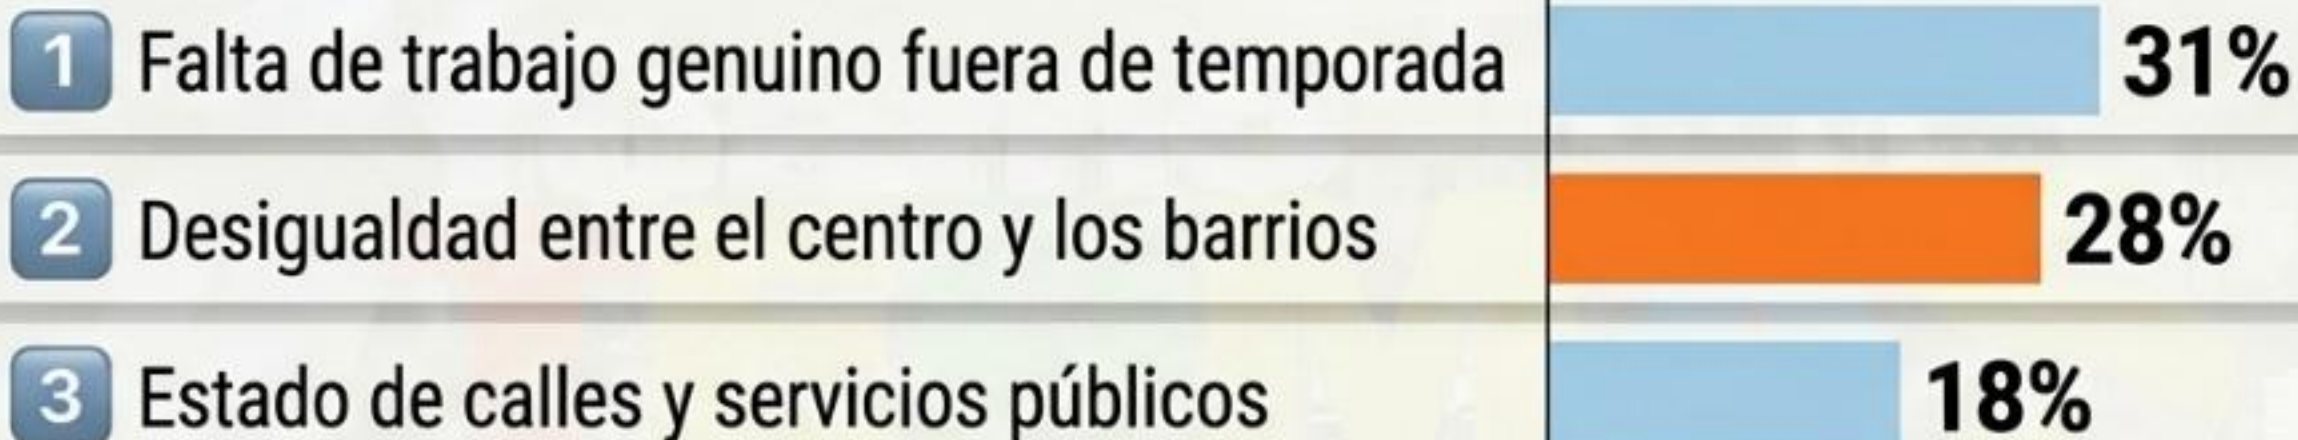 1 Falta de trabajo genuino fuera de temporada 31%
2 Desigualdad entre el centro y los barrios 28%
3 Estado de calles y servicios públicos 18%